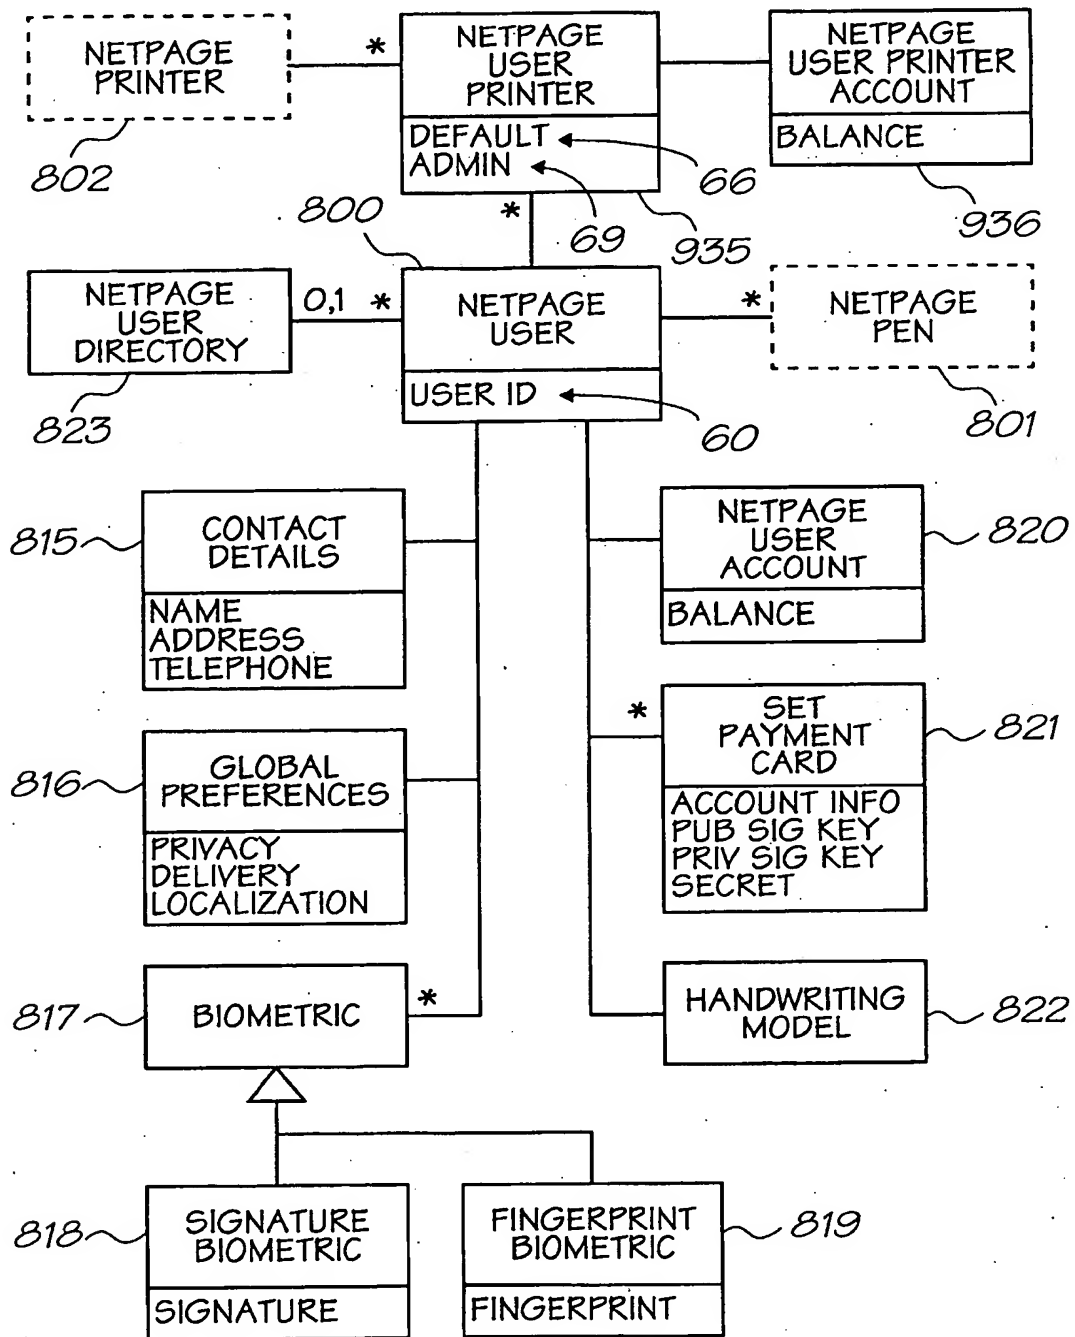 NETPAGE
PRINTER
802
*
NETPAGE
USER
PRINTER
DEFAULT
ADMIN
66
69
935
*
NETPAGE
USER PRINTER
ACCOUNT
BALANCE
936
800
NETPAGE
USER
DIRECTORY
823
0,1
*
NETPAGE
USER
USER ID
60
*
NETPAGE
PEN
801
815
CONTACT
DETAILS
NAME
ADDRESS
TELEPHONE
NETPAGE
USER
ACCOUNT
BALANCE
820
816
GLOBAL
PREFERENCES
PRIVACY
DELIVERY
LOCALIZATION
*
SET
PAYMENT
CARD
ACCOUNT INFO
PUB SIG KEY
PRIV SIG KEY
SECRET
821
817
BIOMETRIC
*
HANDWRITING
MODEL
822
818
SIGNATURE
BIOMETRIC
SIGNATURE
FINGERPRINT
BIOMETRIC
FINGERPRINT
819